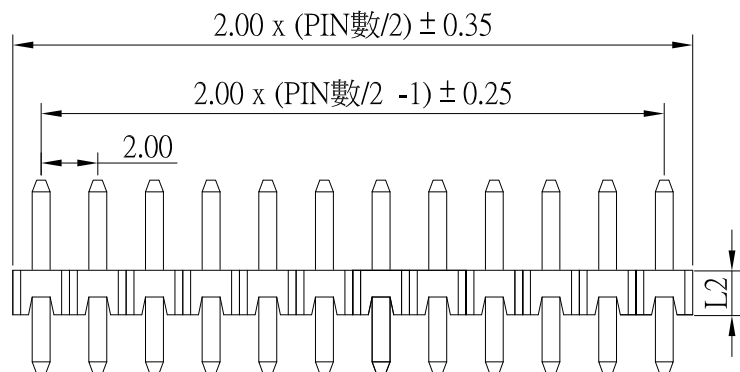 2.00 x (PIN數/2) ± 0.35
2.00 x (PIN數/2 -1) ± 0.25
2.00
L2